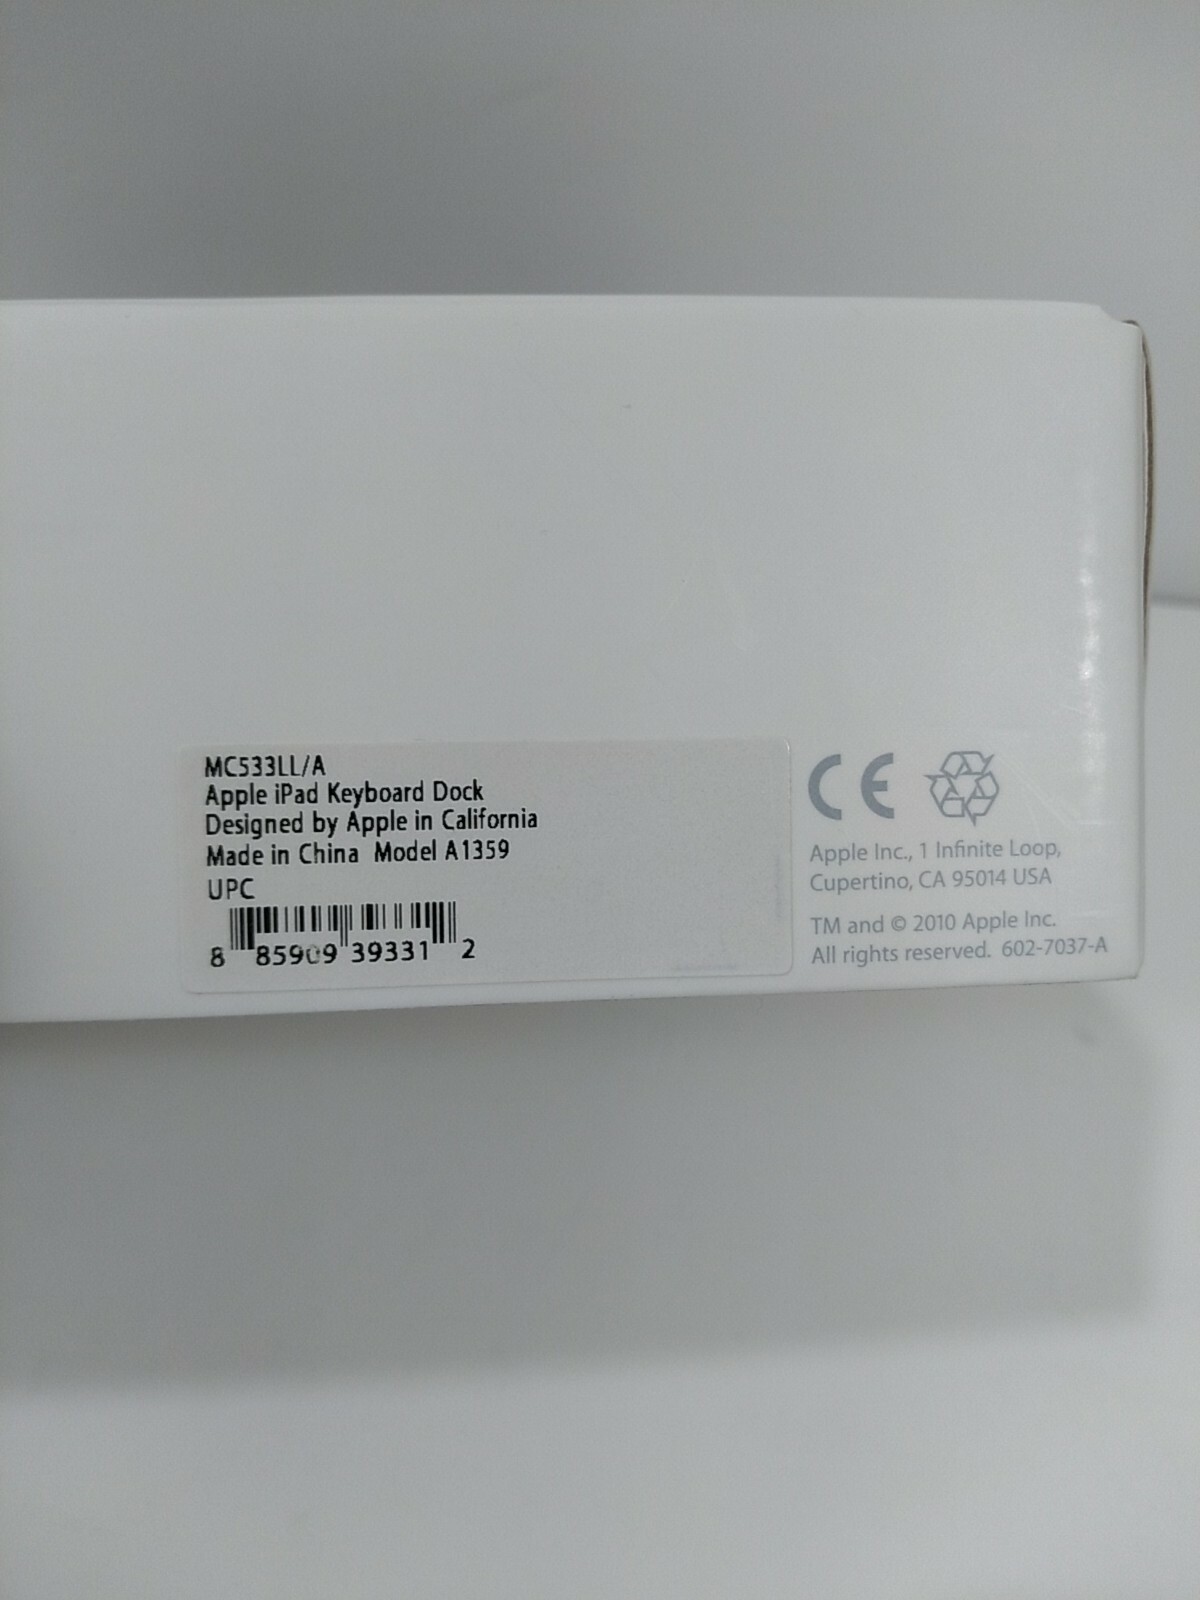 MC533LL/A
Apple iPad Keyboard Dock
Designed by Apple in California
Made in China Model A1359
UPC
8 85909 39331 2
CE
Apple Inc., 1 Infinite Loop,
Cupertino, CA 95014 USA
TM and © 2010 Apple Inc.
All rights reserved. 602-7037-A